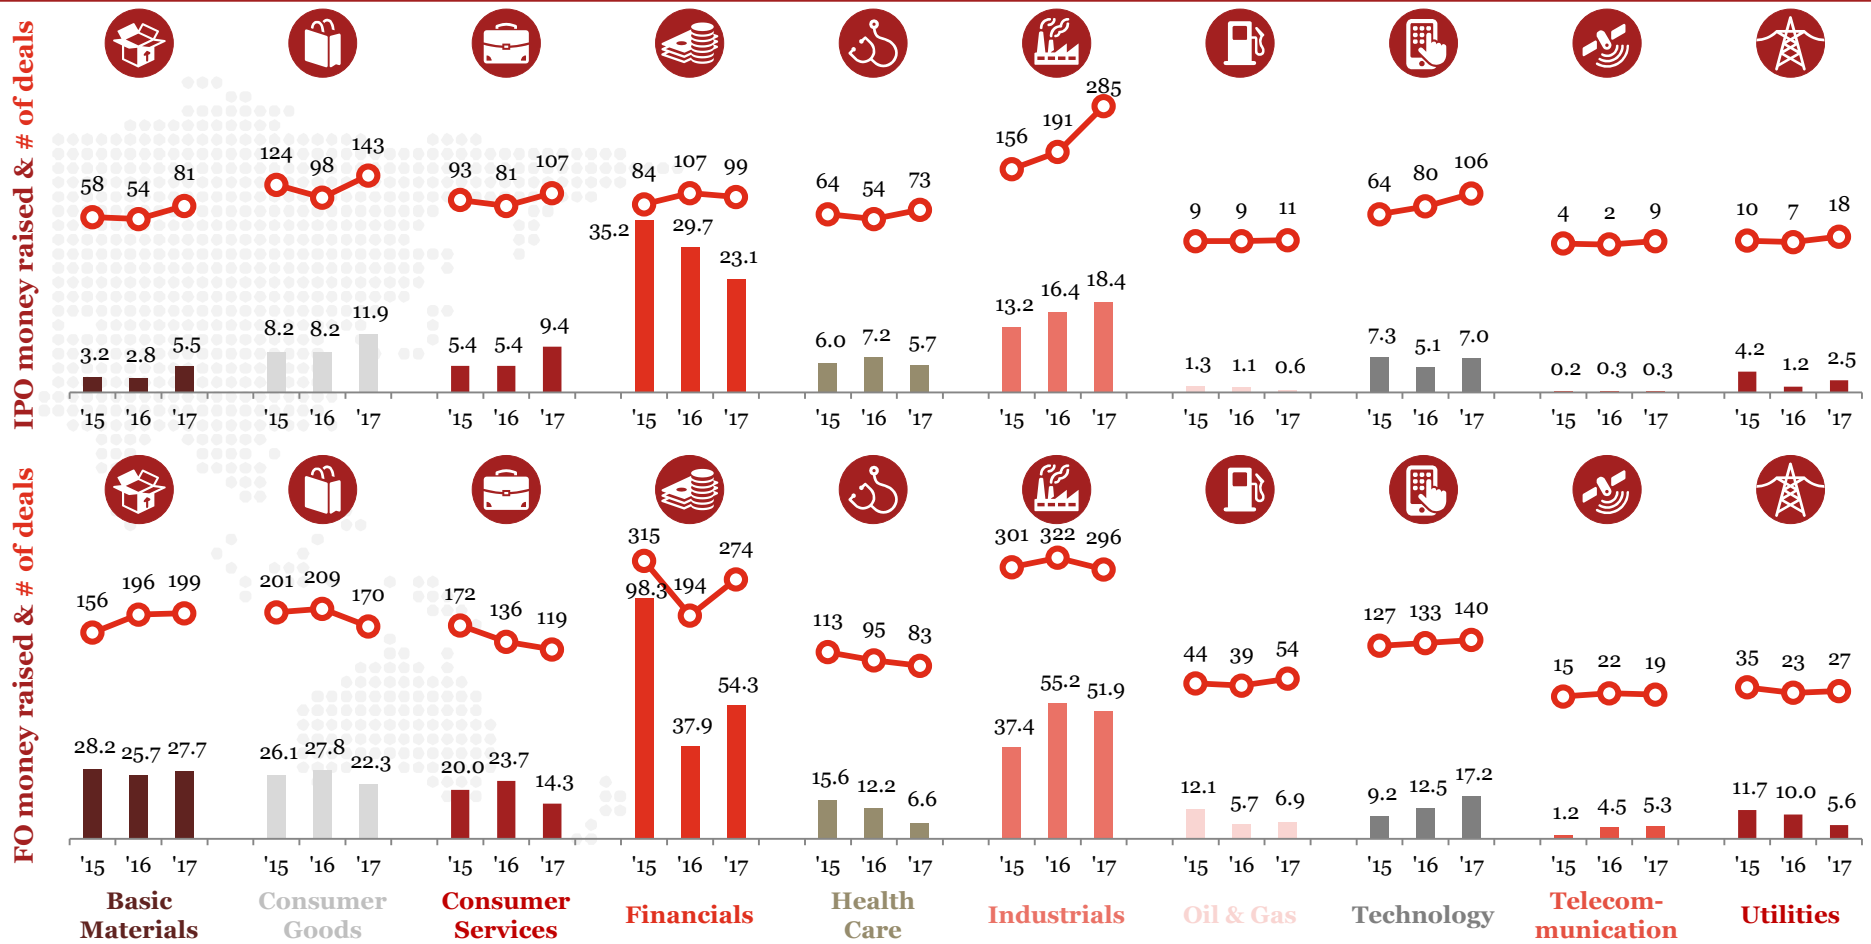 IPO money raised & # of deals
58 54 81
124 98 143
93 81 107
84 107 99
64 54 73
156 191 285
9 9 11
64 80 106
4 2 9
10 7 18
3.2 2.8 5.5
8.2 8.2 11.9
5.4 5.4 9.4
35.2 29.7 23.1
6.0 7.2 5.7
13.2 16.4 18.4
1.3 1.1 0.6
7.3 5.1 7.0
0.2 0.3 0.3
4.2 1.2 2.5
'15 '16 '17
'15 '16 '17
'15 '16 '17
'15 '16 '17
'15 '16 '17
'15 '16 '17
'15 '16 '17
'15 '16 '17
'15 '16 '17
'15 '16 '17
FO money raised & # of deals
156 196 199
201 209 170
172 136 119
315 194 274
113 95 83
301 322 296
44 39 54
127 133 140
15 22 19
35 23 27
28.2 25.7 27.7
26.1 27.8 22.3
20.0 23.7 14.3
98.3 37.9 54.3
15.6 12.2 6.6
37.4 55.2 51.9
12.1 5.7 6.9
9.2 12.5 17.2
1.2 4.5 5.3
11.7 10.0 5.6
'15 '16 '17
'15 '16 '17
'15 '16 '17
'15 '16 '17
'15 '16 '17
'15 '16 '17
'15 '16 '17
'15 '16 '17
'15 '16 '17
'15 '16 '17
Basic
Materials
Consumer
Goods
Consumer
Services
Financials
Health
Care
Industrials
Oil & Gas
Technology
Telecom-
munication
Utilities